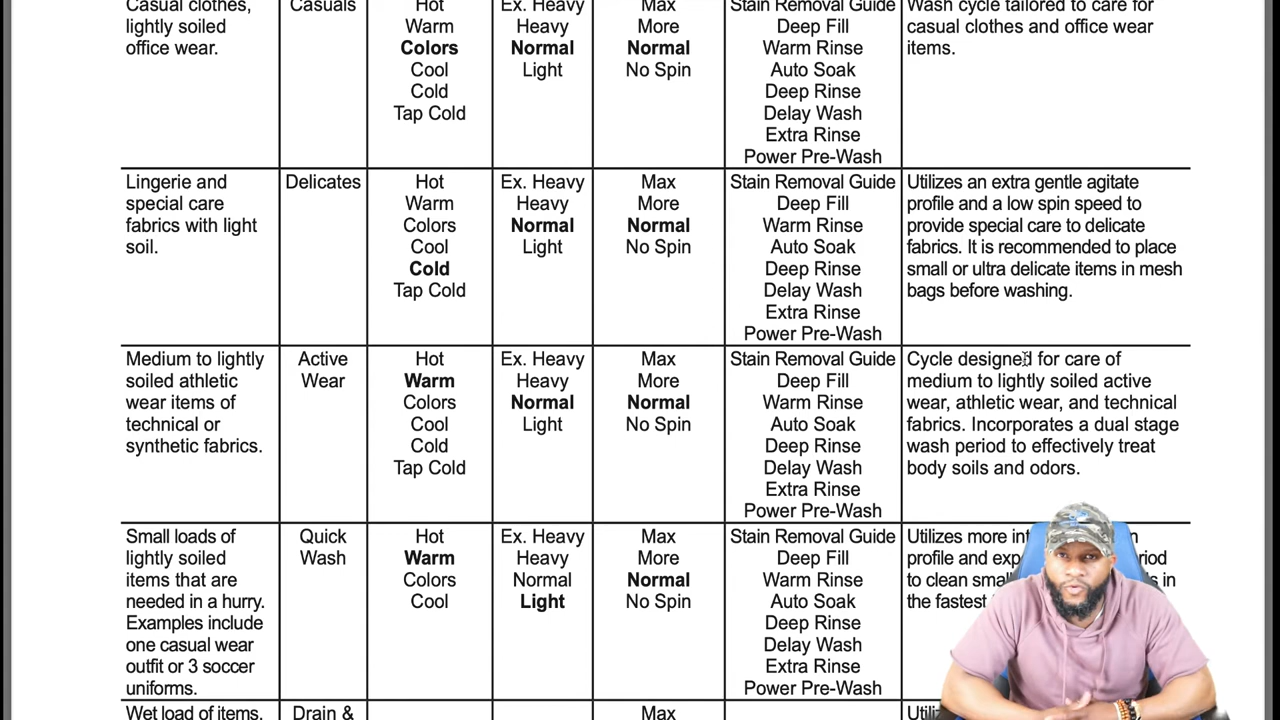 Casual clothes,
lightly soiled
office wear.
Casuals
Hot
Warm
Colors
Cool
Cold
Tap Cold
Ex. Heavy
Heavy
Normal
Light
Max
More
Normal
No Spin
Stain Removal Guide
Deep Fill
Warm Rinse
Auto Soak
Deep Rinse
Delay Wash
Extra Rinse
Power Pre-Wash
Wash cycle tailored to care for
casual clothes and office wear
items.
Lingerie and
special care
fabrics with light
soil.
Delicates
Hot
Warm
Colors
Cool
Cold
Tap Cold
Ex. Heavy
Heavy
Normal
Light
Max
More
Normal
No Spin
Stain Removal Guide
Deep Fill
Warm Rinse
Auto Soak
Deep Rinse
Delay Wash
Extra Rinse
Power Pre-Wash
Utilizes an extra gentle agitate
profile and a low spin speed to
provide special care to delicate
fabrics. It is recommended to place
small or ultra delicate items in mesh
bags before washing.
Medium to lightly
soiled athletic
wear items of
technical or
synthetic fabrics.
Active
Wear
Hot
Warm
Colors
Cool
Cold
Tap Cold
Ex. Heavy
Heavy
Normal
Light
Max
More
Normal
No Spin
Stain Removal Guide
Deep Fill
Warm Rinse
Auto Soak
Deep Rinse
Delay Wash
Extra Rinse
Power Pre-Wash
Cycle designed for care of
medium to lightly soiled active
wear, athletic wear, and technical
fabrics. Incorporates a dual stage
wash period to effectively treat
body soils and odors.
Small loads of
lightly soiled
items that are
needed in a hurry.
Examples include
one casual wear
outfit or 3 soccer
uniforms.
Quick
Wash
Hot
Warm
Colors
Cool
Ex. Heavy
Heavy
Normal
Light
Max
More
Normal
No Spin
Stain Removal Guide
Deep Fill
Warm Rinse
Auto Soak
Deep Rinse
Delay Wash
Extra Rinse
Power Pre-Wash
Utilizes more
profile and
to clean in
the fastest
Wet load of items.
Drain &
Max